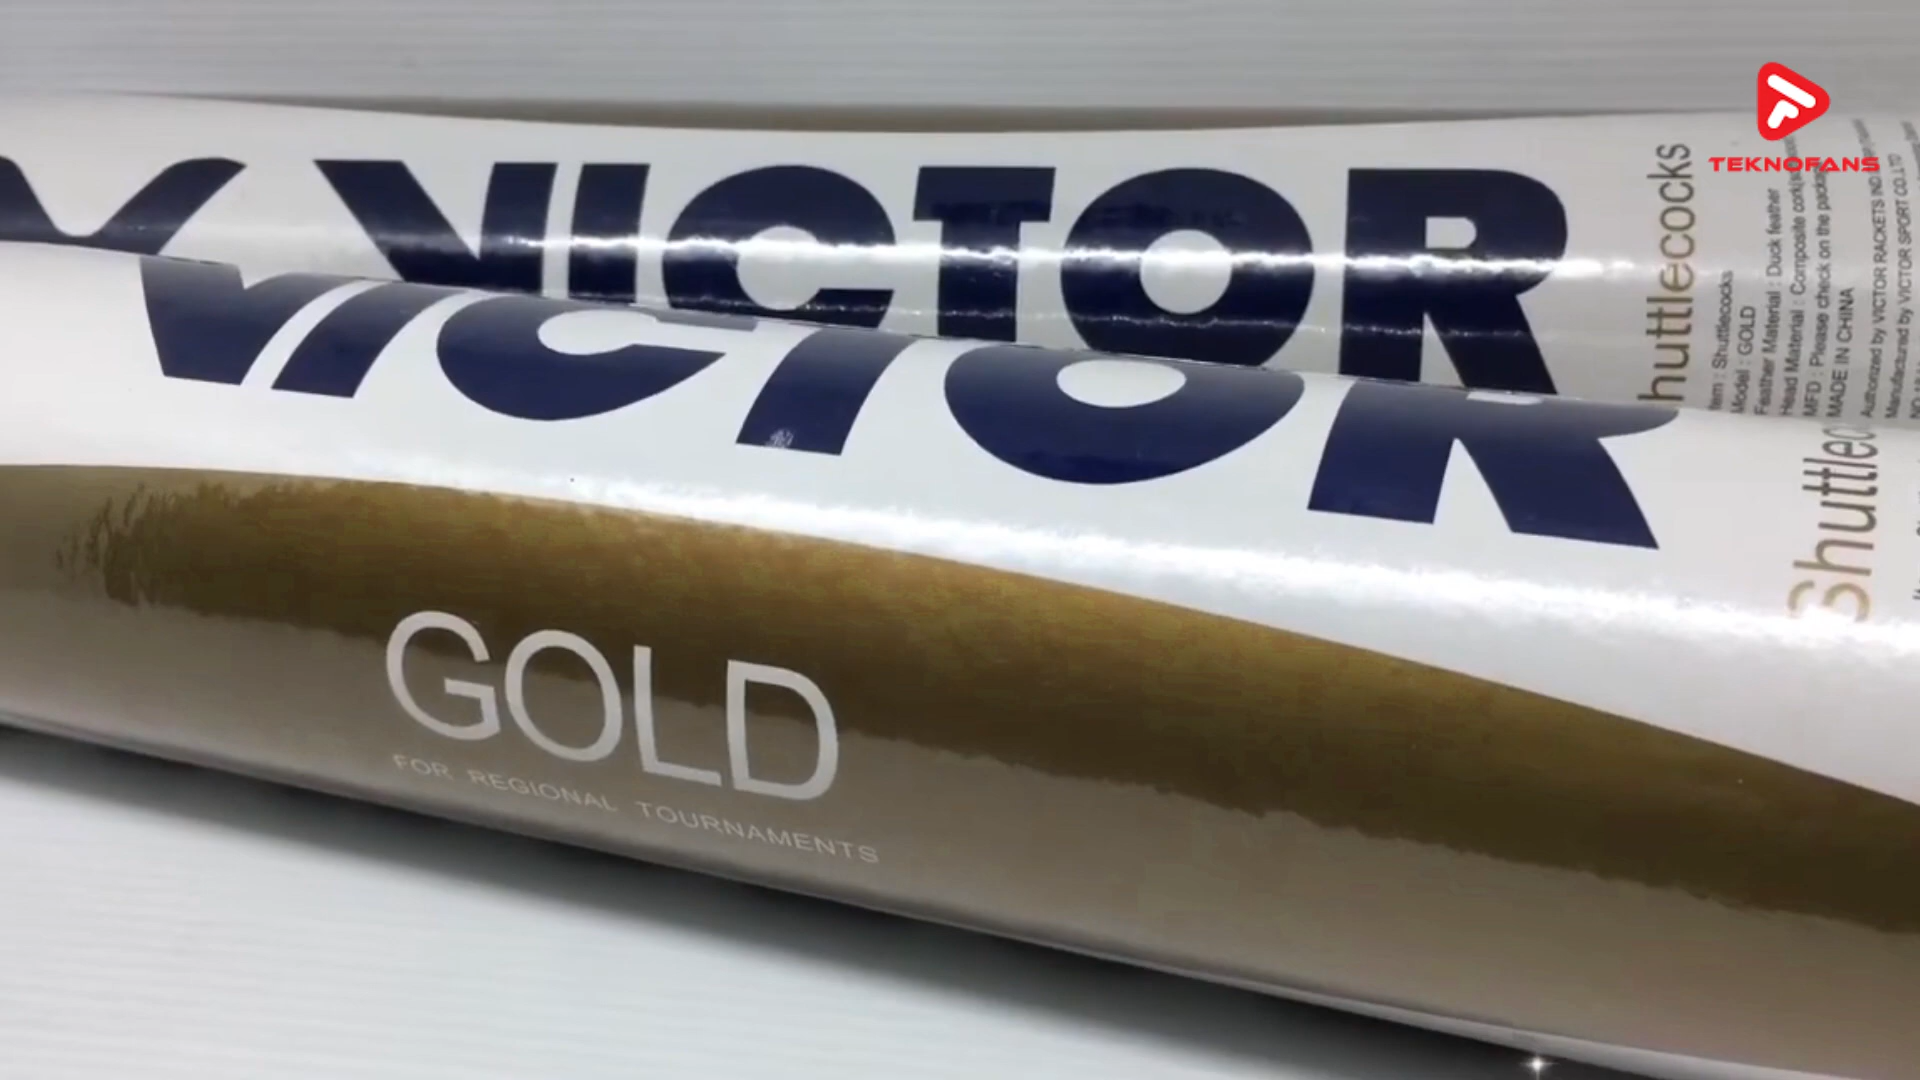 TEKNOFANS
VICTOR
Shuttlecocks
Item : Shuttlecocks
Model : GOLD
Feather Material : Duck feather
Head Material : Composite cork
MFD : Please check on the
MADE IN CHINA
Authorized by VICTOR RACKETS IND
Manufactured by VICTOR SPORT CO.,LTD
VICTOR
Shuttlec
GOLD
FOR REGIONAL TOURNAMENTS